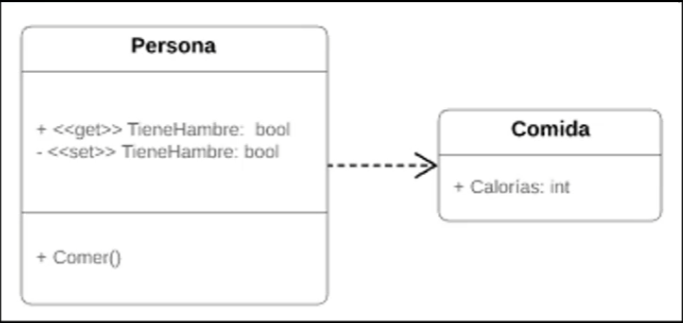 Persona
+ <<get>> TieneHambre:  bool
- <<set>> TieneHambre: bool
+ Comer()
Comida
+ Calorías: int